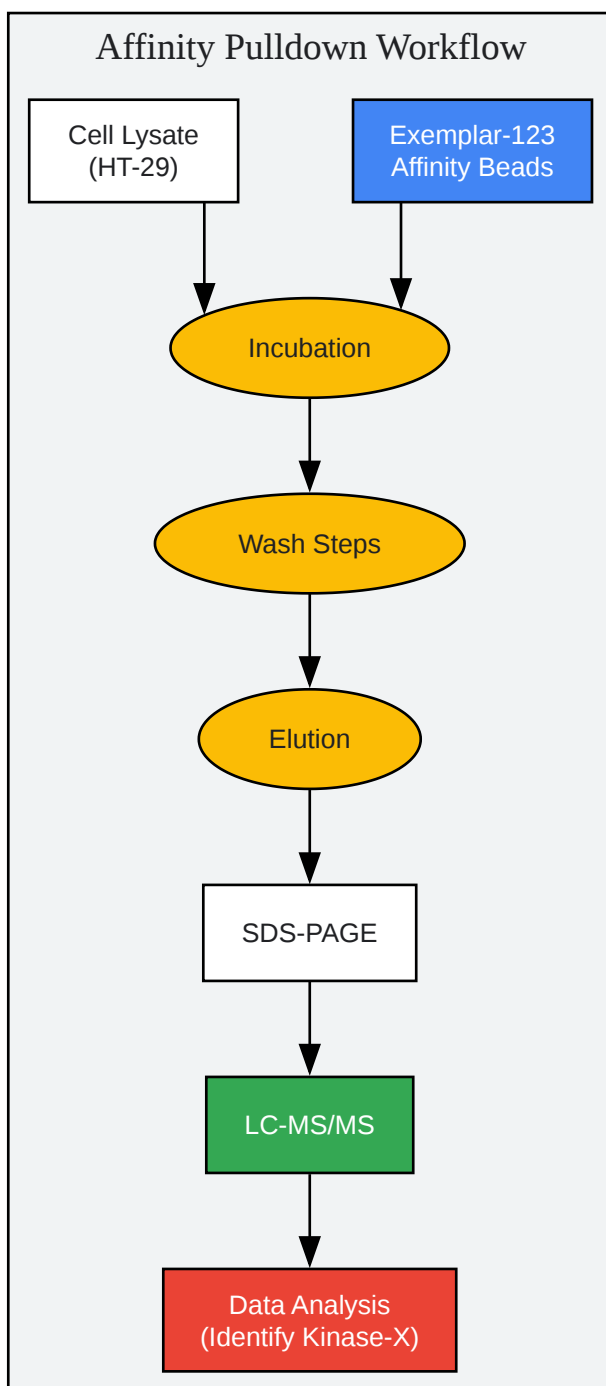 Affinity Pulldown Workflow
Cell Lysate
(HT-29)
Exemplar-123
Affinity Beads
Incubation
Wash Steps
Elution
SDS-PAGE
LC-MS/MS
Data Analysis
(Identify Kinase-X)